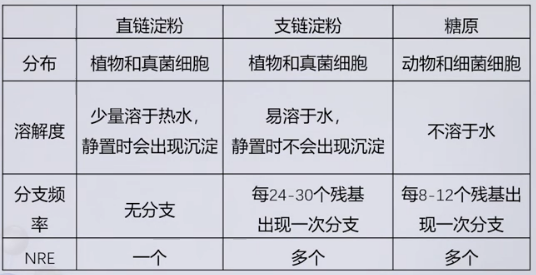 直链淀粉 支链淀粉 糖原
分布 植物和真菌细胞 植物和真菌细胞 动物和细菌细胞
溶解度 少量溶于热水，
静置时会出现沉淀 易溶于水，
静置时不会出现沉淀 不溶于水
分支频
率 无分支 每24-30个残基
出现一次分支 每8-12个残基出
现一次分支
NRE 一个 多个 多个